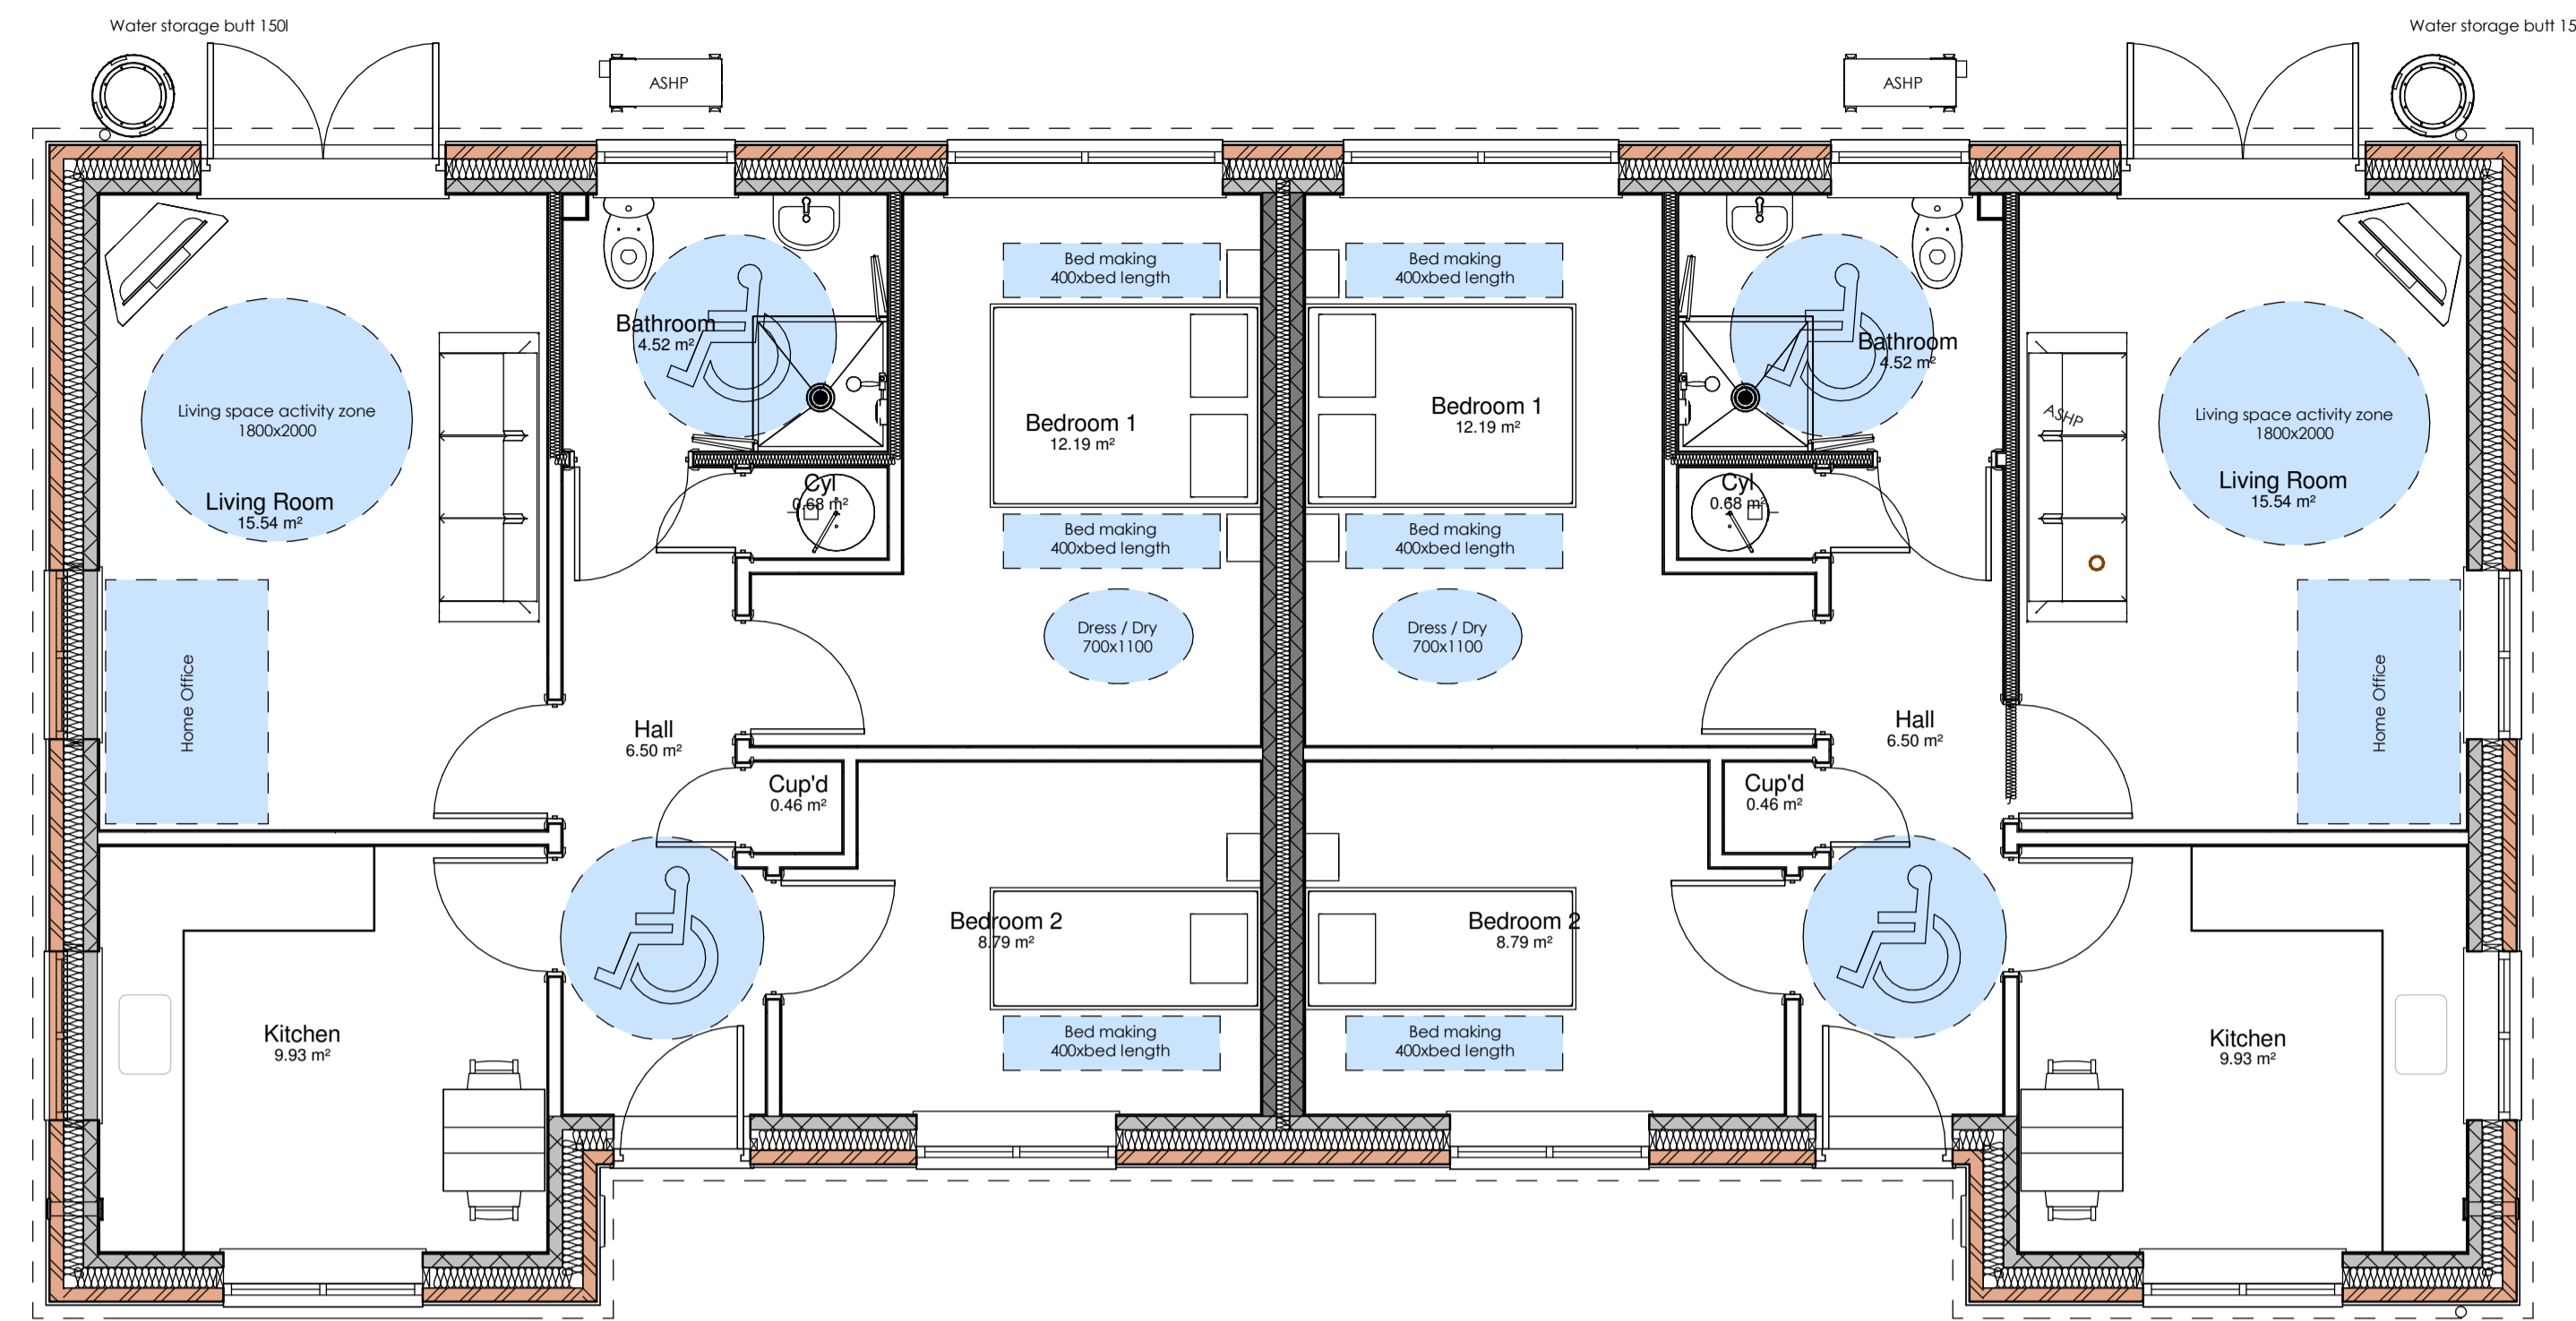 Water storage butt 150l
Water storage butt 15
ASHP
ASHP
Bed making
400xbed length
Bed making
400xbed length
Bathroom
4.52 m²
Bathroom
4.52 m²
Living space activity zone
1800x2000
Living Room
15.54 m²
Bedroom 1
12.19 m²
Bedroom 1
12.19 m²
ASHP
Living space activity zone
1800x2000
Living Room
15.54 m²
Cyl
0.68 m²
Cyl
0.68 m²
Bed making
400xbed length
Bed making
400xbed length
Dress / Dry
700x1100
Dress / Dry
700x1100
Home Office
Home Office
Hall
6.50 m²
Hall
6.50 m²
Cup'd
0.46 m²
Cup'd
0.46 m²
Bedroom 2
8.79 m²
Bedroom 2
8.79 m²
Kitchen
9.93 m²
Bed making
400xbed length
Bed making
400xbed length
Kitchen
9.93 m²